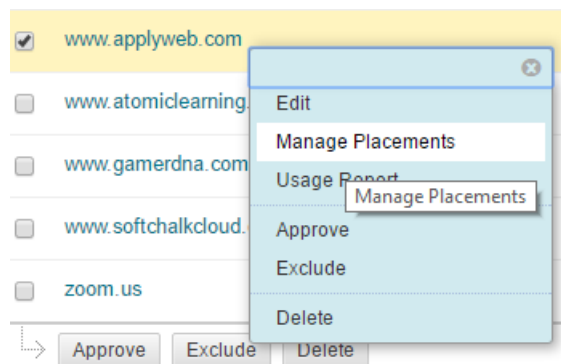 www.applyweb.com
www.atomiclearning.
www.gamerdna.com
www.softchalkcloud.
zoom.us
Edit
Manage Placements
Usage Report
Manage Placements
Approve
Exclude
Delete
Approve Exclude Delete